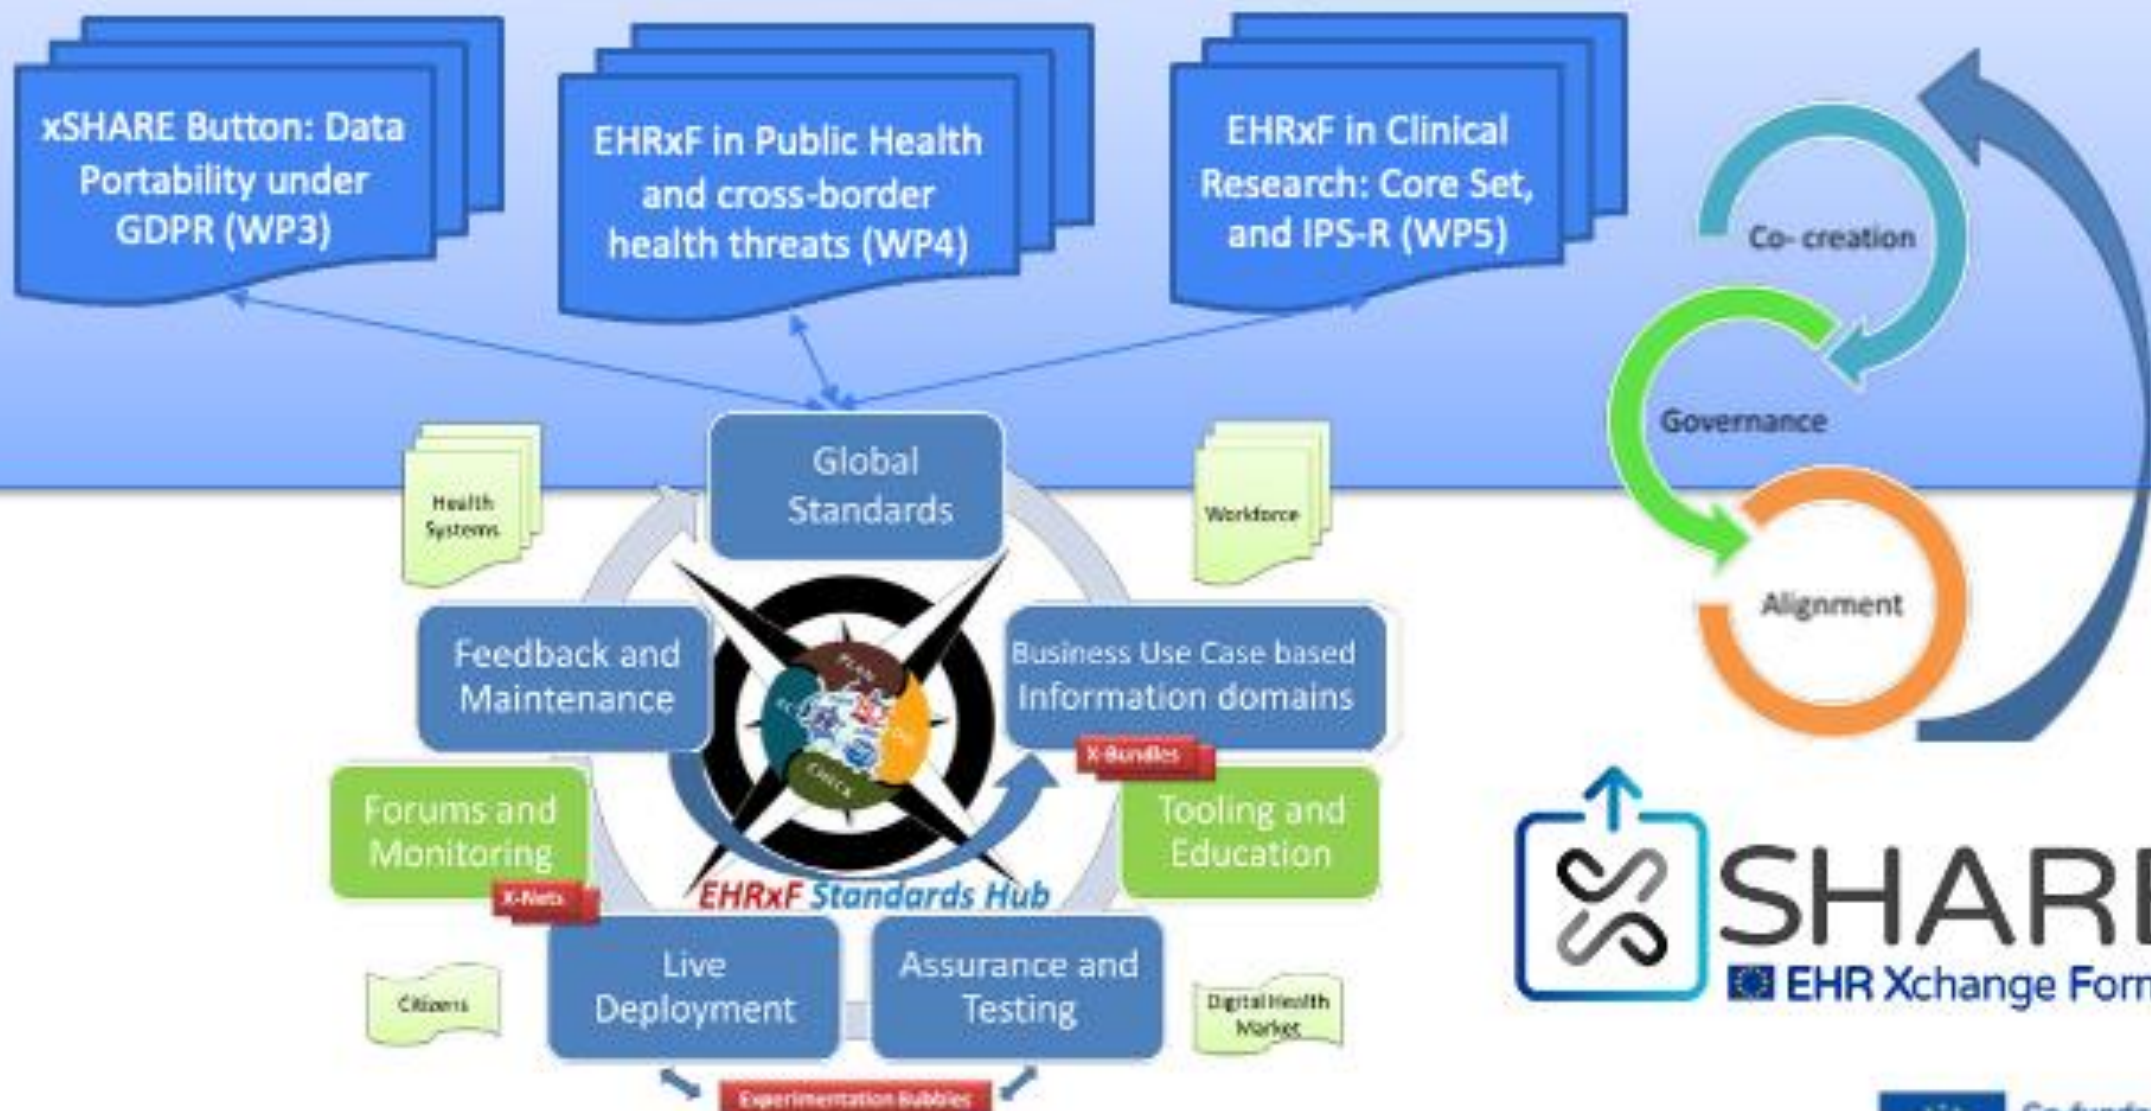 xSHARE Button: Data
Portability under
GDPR (WP3)
EHRxF in Public Health
and cross-border
health threats (WP4)
EHRxF in Clinical
Research: Core Set,
and IPS-R (WP5)
Co- creation
Governance
Alignment
Global
Standards
Health
Systems
Workforce
Feedback and
Maintenance
Business Use Case based
Information domains
PLAN
CHECK
X-Bundles
Forums and
Monitoring
Tooling and
Education
X-Nets
EHRxF Standards Hub
Live
Deployment
Assurance and
Testing
Citizens
Digital Health
Market
Experimentation Bubbles
SHARE
EHR Xchange Form